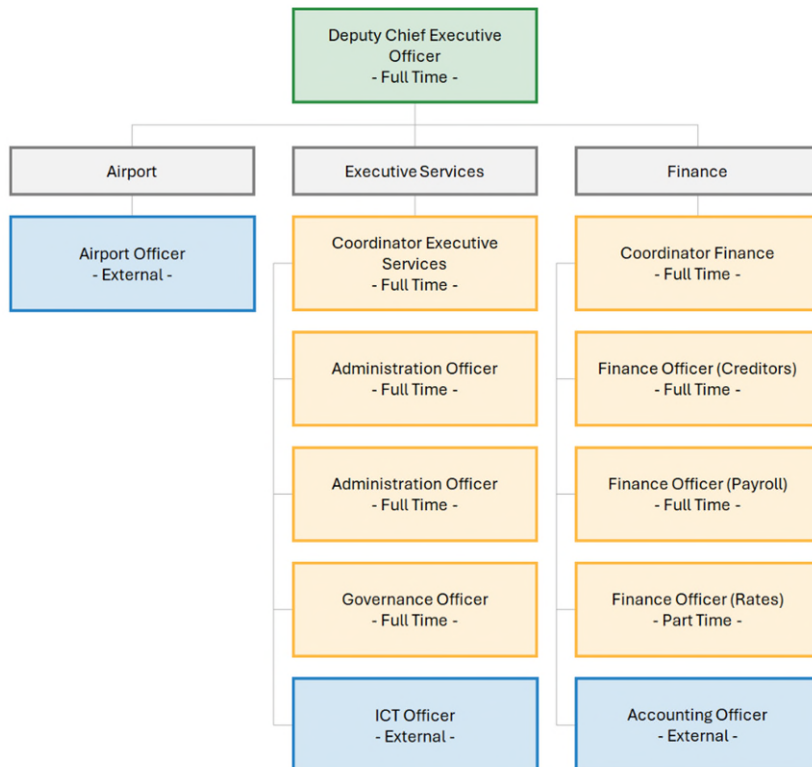 Deputy Chief Executive
Officer
- Full Time -
Airport
Executive Services
Finance
Airport Officer
- External -
Coordinator Executive
Services
- Full Time -
Coordinator Finance
- Full Time -
Administration Officer
- Full Time -
Finance Officer (Creditors)
- Full Time -
Administration Officer
- Full Time -
Finance Officer (Payroll)
- Full Time -
Governance Officer
- Full Time -
Finance Officer (Rates)
- Part Time -
ICT Officer
- External -
Accounting Officer
- External -